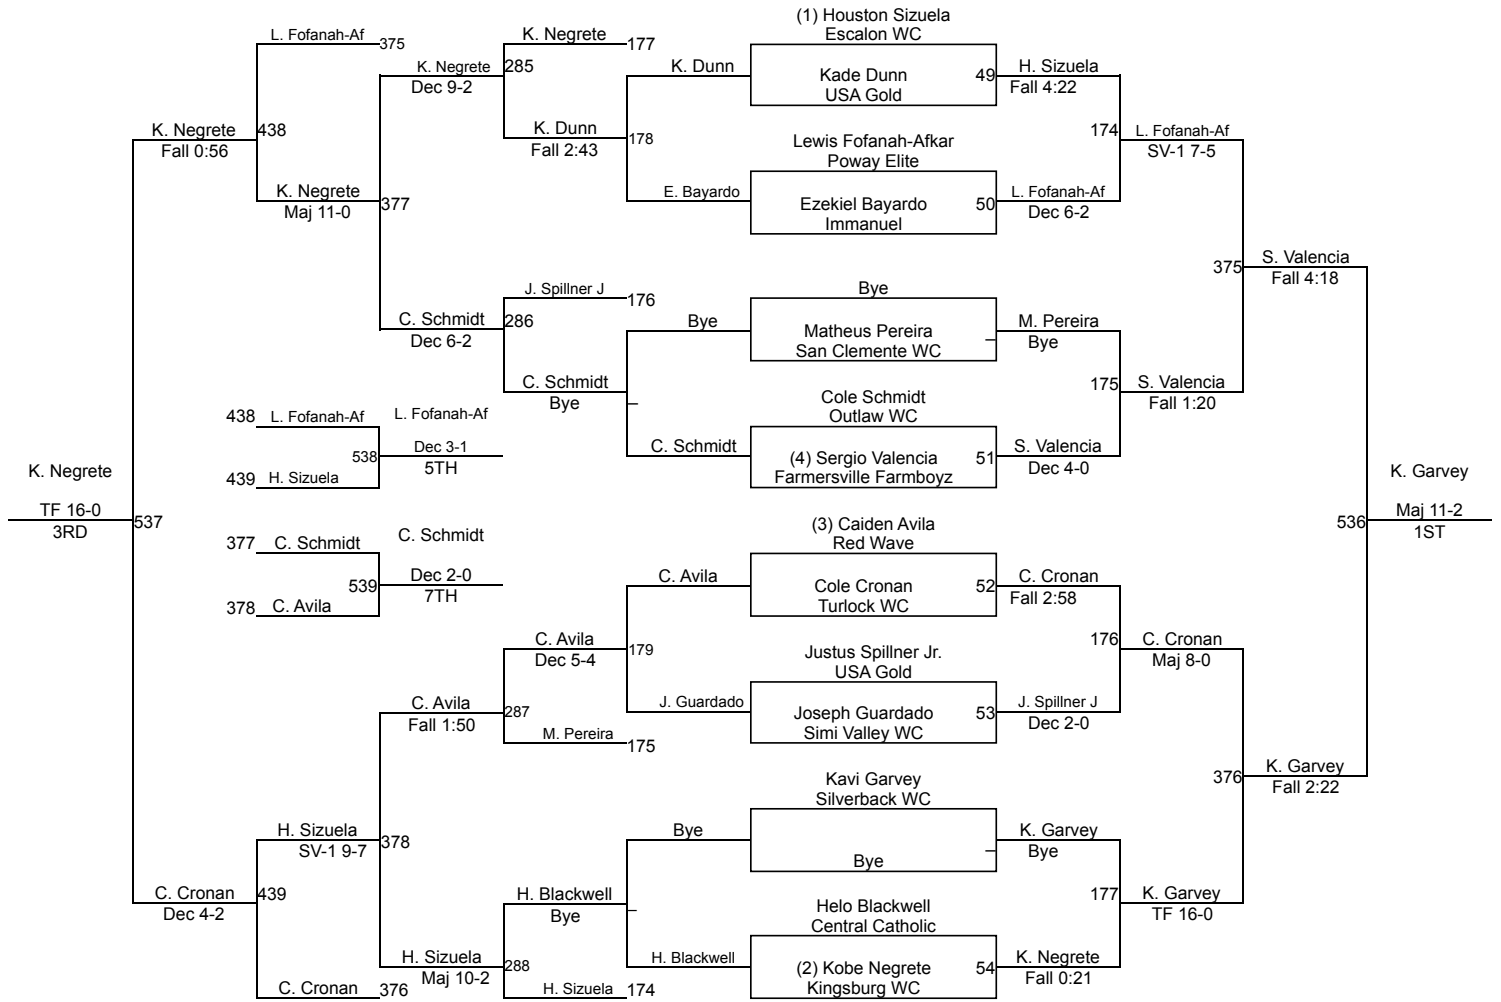 (1) Houston Sizuela
Escalon WC
L. Fofanah-Af
375
K. Negrete
177
K. Negrete
285
Dec 9-2
K. Dunn
Kade Dunn
USA Gold
49
H. Sizuela
Fall 4:22
K. Negrete
438
Fall 0:56
K. Dunn
Fall 2:43
178
Lewis Fofanah-Afkar
Poway Elite
174
L. Fofanah-Af
SV-1 7-5
K. Negrete
Maj 11-0
377
E. Bayardo
Ezekiel Bayardo
Immanuel
50
L. Fofanah-Af
Dec 6-2
375
S. Valencia
Fall 4:18
J. Spillner J
176
Bye
C. Schmidt
286
Dec 6-2
Bye
Matheus Pereira
San Clemente WC
M. Pereira
Bye
C. Schmidt
Bye
Cole Schmidt
Outlaw WC
175
S. Valencia
Fall 1:20
438
L. Fofanah-Af
L. Fofanah-Af
538
Dec 3-1
5TH
439
H. Sizuela
C. Schmidt
(4) Sergio Valencia
Farmersville Farmboyz
51
S. Valencia
Dec 4-0
K. Negrete
TF 16-0
3RD
537
K. Garvey
536
Maj 11-2
1ST
377
C. Schmidt
C. Schmidt
539
Dec 2-0
7TH
378
C. Avila
(3) Caiden Avila
Red Wave
C. Avila
Cole Cronan
Turlock WC
52
C. Cronan
Fall 2:58
C. Avila
Dec 5-4
179
Justus Spillner Jr.
USA Gold
176
C. Cronan
Maj 8-0
C. Avila
Fall 1:50
287
J. Guardado
Joseph Guardado
Simi Valley WC
53
J. Spillner J
Dec 2-0
M. Pereira
175
Kavi Garvey
Silverback WC
376
K. Garvey
Fall 2:22
H. Sizuela
SV-1 9-7
378
Bye
Bye
K. Garvey
Bye
C. Cronan
439
Dec 4-2
H. Blackwell
Bye
Helo Blackwell
Central Catholic
177
K. Garvey
TF 16-0
H. Sizuela
Maj 10-2
288
H. Blackwell
(2) Kobe Negrete
Kingsburg WC
54
K. Negrete
Fall 0:21
C. Cronan
376
H. Sizuela
174